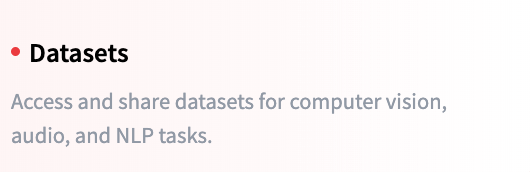 Datasets
Access and share datasets for computer vision,
audio, and NLP tasks.